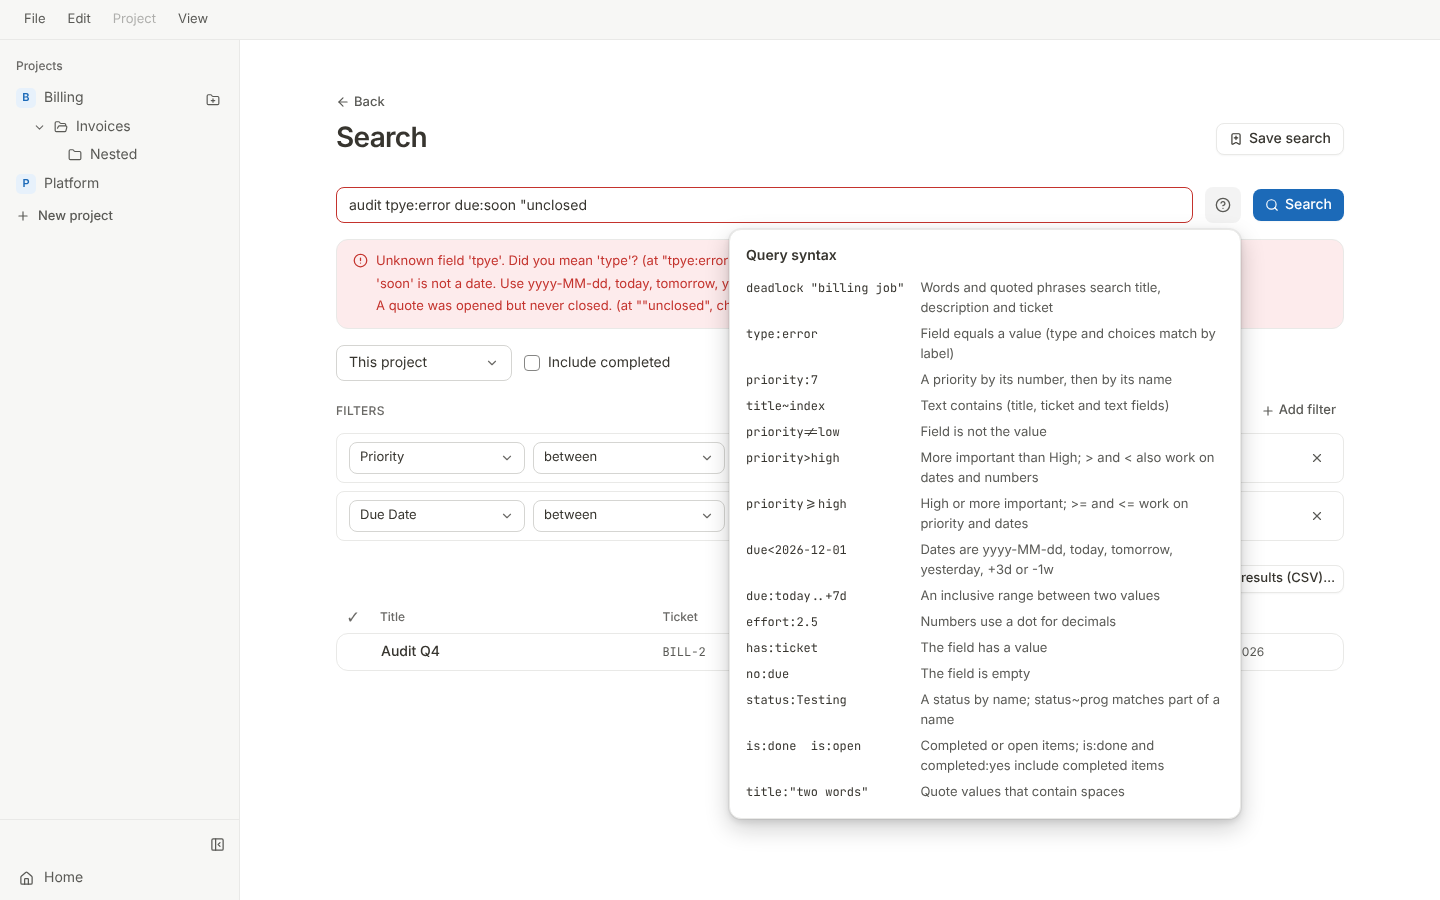 File Edit Project View
Projects
B Billing
Invoices
Nested
P Platform
New project
Home
Back
Search
Save search
audit tpye:error due:soon "unclosed
Search
Unknown field 'tpye'. Did you mean 'type'? (at "tpye:error
'soon' is not a date. Use yyyy-MM-dd, today, tomorrow, y
A quote was opened but never closed. (at ""unclosed", ch
This project
Include completed
FILTERS
Add filter
Priority between
Due Date between
results (CSV)...
✓ Title Ticket
Audit Q4 BILL-2 026
Query syntax
deadlock "billing job" Words and quoted phrases search title,
description and ticket
type:error Field equals a value (type and choices match by
label)
priority:7 A priority by its number, then by its name
title~index Text contains (title, ticket and text fields)
priority≠low Field is not the value
priority>high More important than High; > and < also work on
dates and numbers
priority⩾high High or more important; >= and <= work on
priority and dates
due<2026-12-01 Dates are yyyy-MM-dd, today, tomorrow,
yesterday, +3d or -1w
due:today..+7d An inclusive range between two values
effort:2.5 Numbers use a dot for decimals
has:ticket The field has a value
no:due The field is empty
status:Testing A status by name; status~prog matches part of a
name
is:done is:open Completed or open items; is:done and
completed:yes include completed items
title:"two words" Quote values that contain spaces